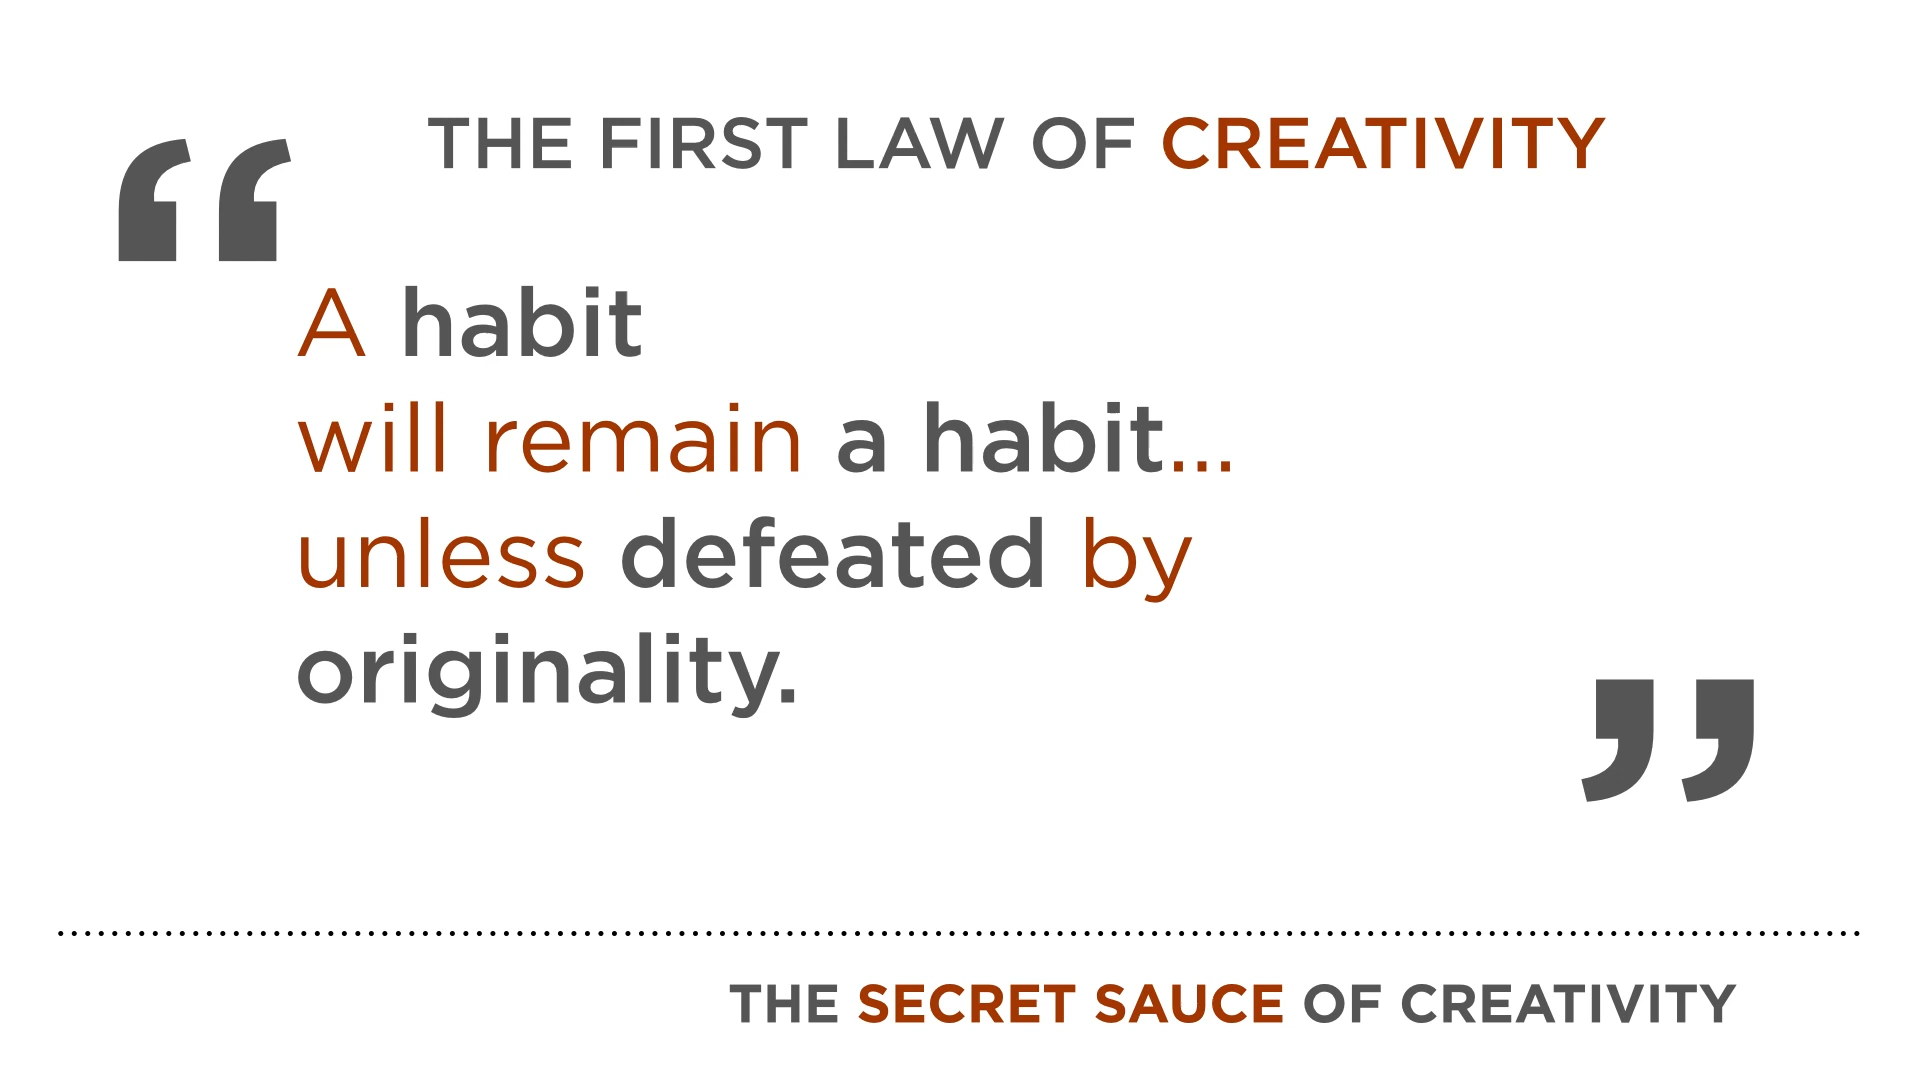 THE FIRST LAW OF CREATIVITY
“
A habit
will remain a habit...
unless defeated by
originality.
”
THE SECRET SAUCE OF CREATIVITY